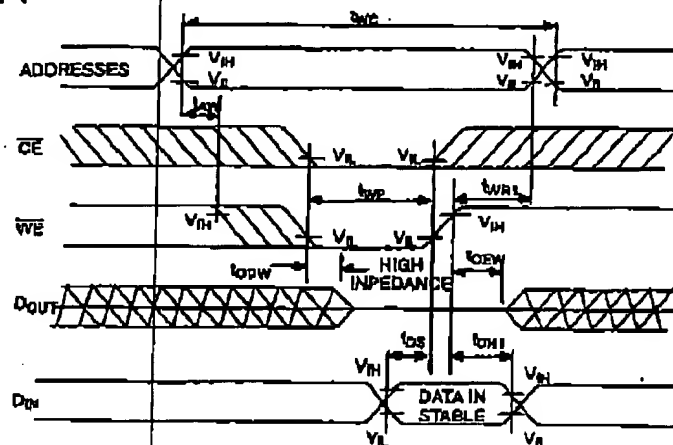 tWC
ADDRESSES
VIH
VIL
VIH
VIL
VIH
VIL
tAW
CE
VIL
VIL
tWP
tWR1
WE
VIH
VIL
VIL
VIH
tODW
HIGH
INPEDANCE
tOEW
DOUT
tDS
tDH1
VIH
VIH
DIN
DATA IN
STABLE
VIL
VIL